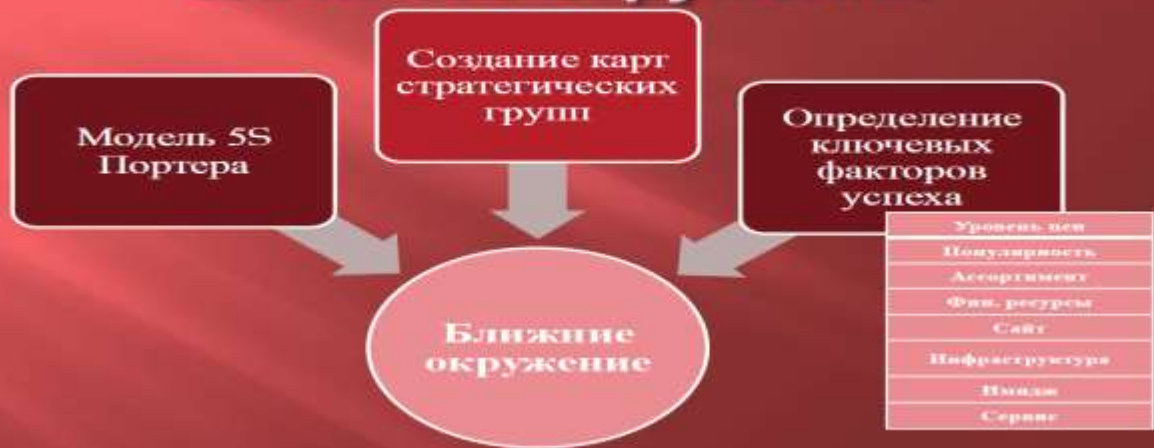 Создание карт
стратегических
групп
Модель 5S
Портера
Определение
ключевых
факторов
успеха
Уровень цен
Популярность
Ассортимент
Фин. ресурсы
Сайт
Инфраструктура
Имидж
Сервис
Ближние
окружение